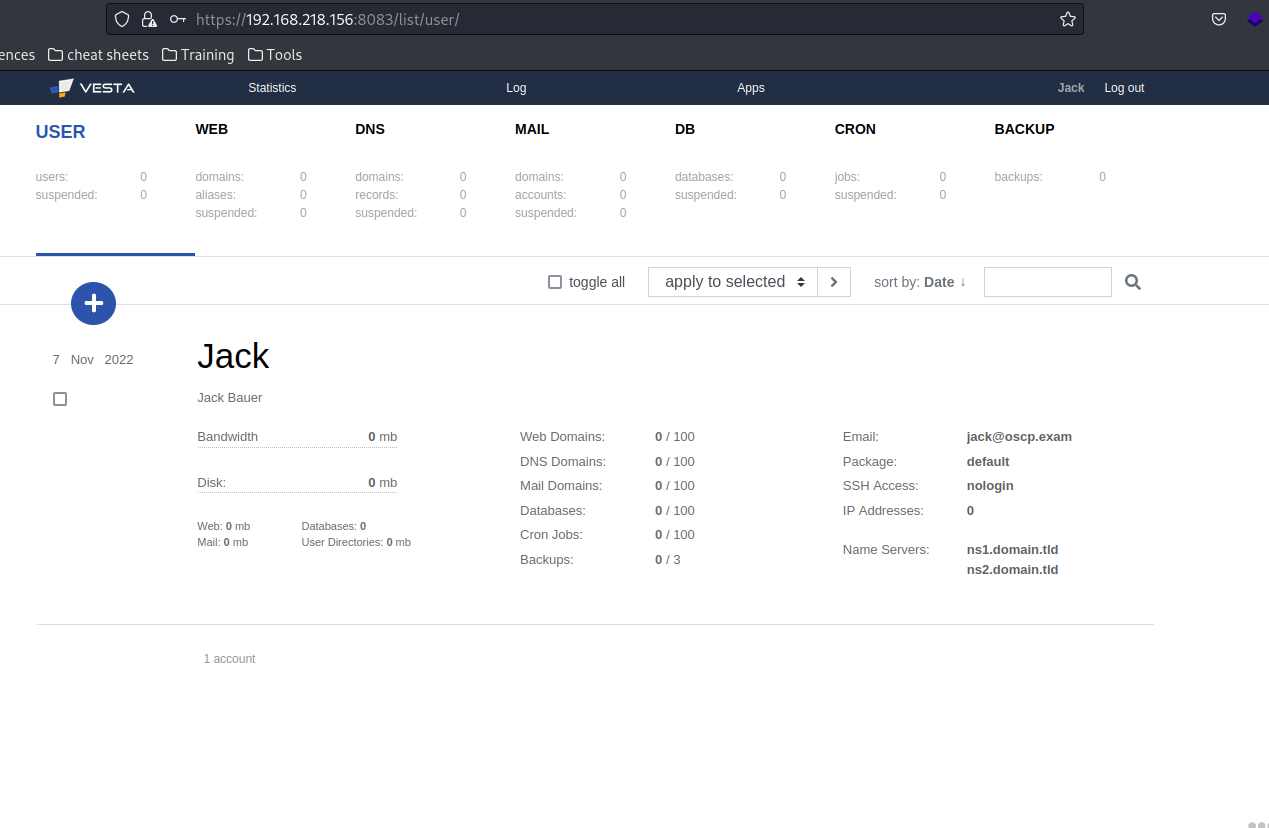 https://192.168.218.156:8083/list/user/
ences cheat sheets Training Tools
VESTA Statistics Log Apps Jack Log out
USER WEB DNS MAIL DB CRON BACKUP
users: 0 domains: 0 domains: 0 domains: 0 databases: 0 jobs: 0 backups: 0
suspended: 0 aliases: 0 records: 0 accounts: 0 suspended: 0 suspended: 0
suspended: 0 suspended: 0 suspended: 0
toggle all apply to selected sort by: Date ↓
7 Nov 2022 Jack
Jack Bauer
Bandwidth 0 mb Web Domains: 0 / 100 Email: jack@oscp.exam
DNS Domains: 0 / 100 Package: default
Disk: 0 mb Mail Domains: 0 / 100 SSH Access: nologin
Databases: 0 / 100 IP Addresses: 0
Web: 0 mb Databases: 0
Mail: 0 mb User Directories: 0 mb Cron Jobs: 0 / 100
Name Servers: ns1.domain.tld
Backups: 0 / 3
ns2.domain.tld
1 account